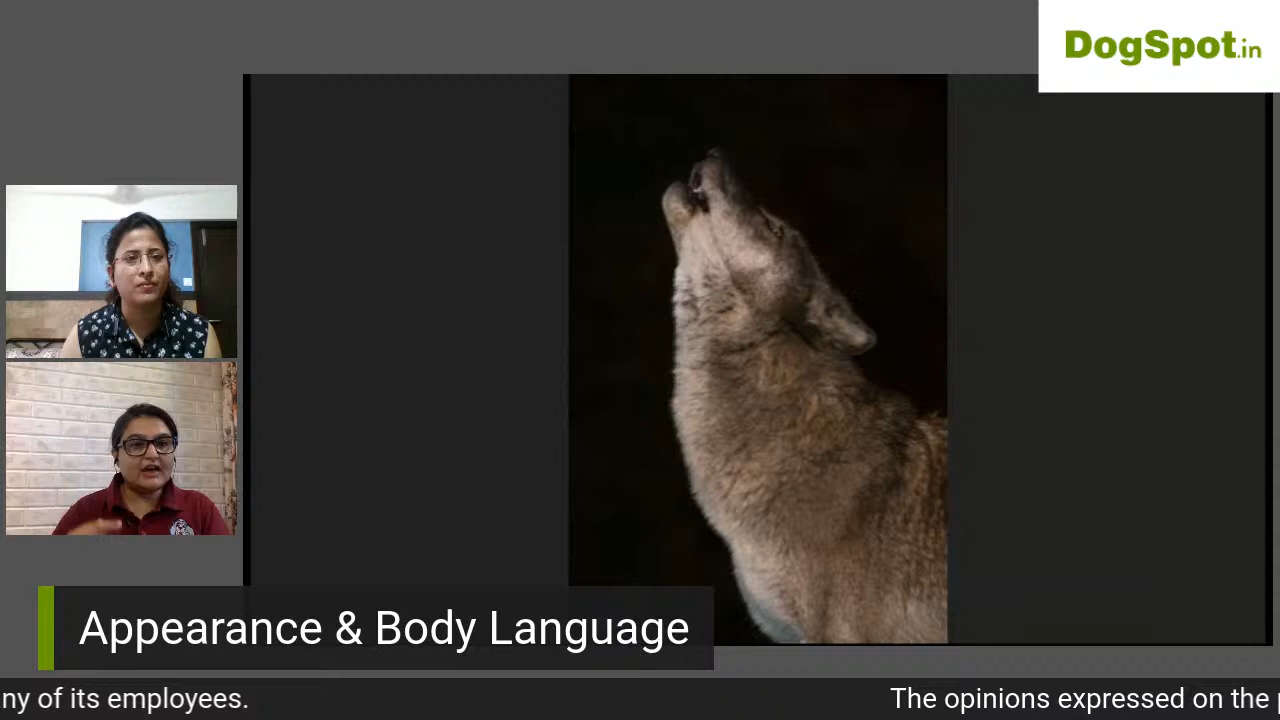 DogSpot.in
Appearance & Body Language
ny of its employees.
The opinions expressed on the